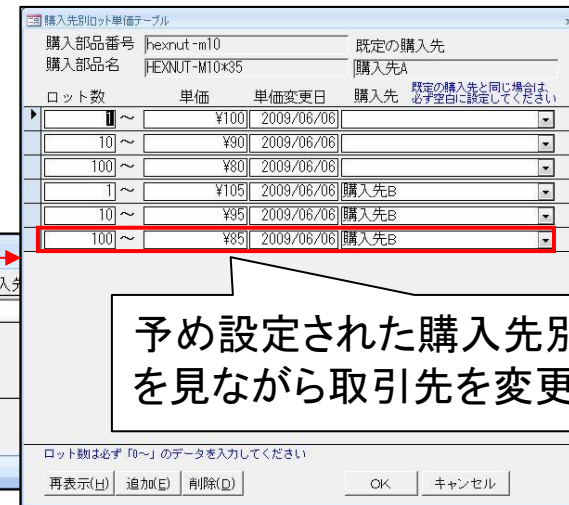 購入先別ロット単価テーブル
購入部品番号 hexnut-m10 既定の購入先
購入部品名 HEXNUT-M10*35 購入先A
ロット数 単価 単価変更日 購入先 既定の購入先と同じ場合は、
必ず空白に設定してください
1 ～ ¥100 2009/06/06
10 ～ ¥90 2009/06/06
100 ～ ¥80 2009/06/06
1 ～ ¥105 2009/06/06 購入先B
10 ～ ¥95 2009/06/06 購入先B
100 ～ ¥85 2009/06/06 購入先B
予め設定された購入先別
を見ながら取引先を変更
ロット数は必ず「0～」のデータを入力してください
再表示(H) 追加(E) 削除(D) OK キャンセル